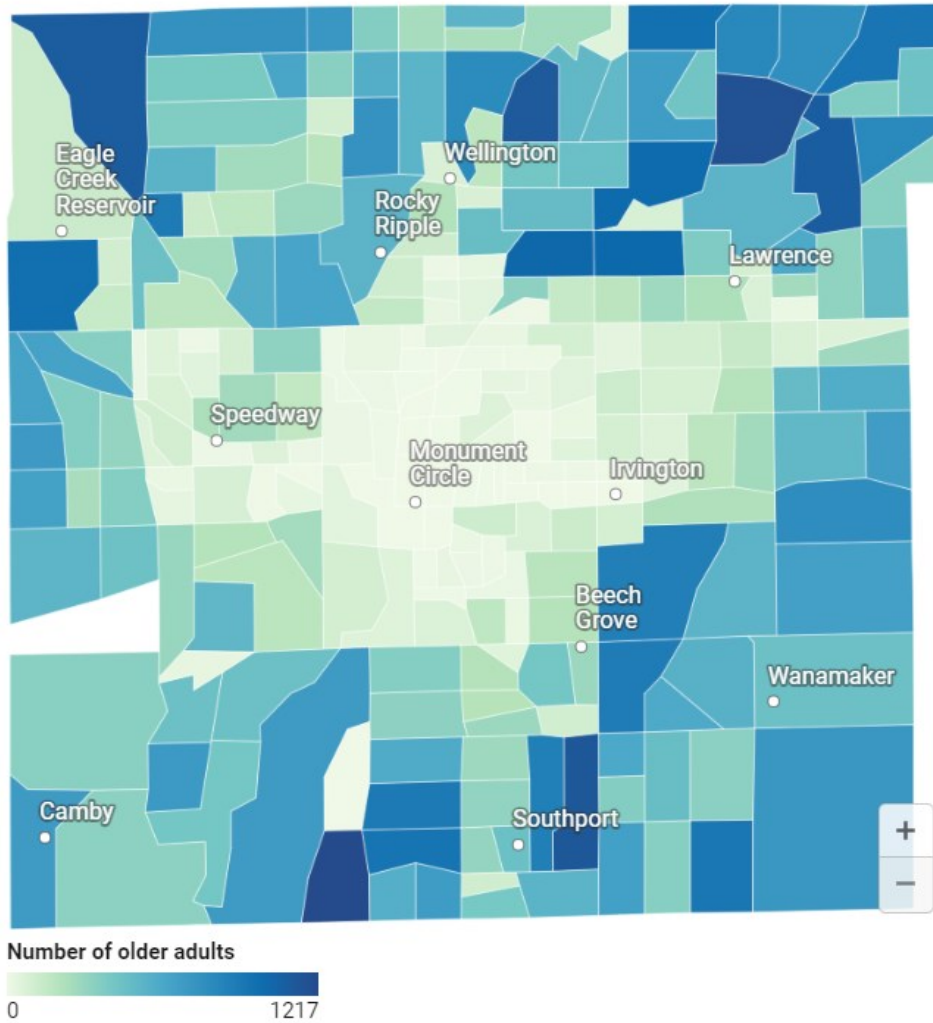 Wellington
Eagle
Creek
Reservoir
Rocky
Ripple
Lawrence
Speedway
Monument
Circle
Irvington
Beech
Grove
Wanamaker
Camby
Southport
+
−
Number of older adults
0 1217